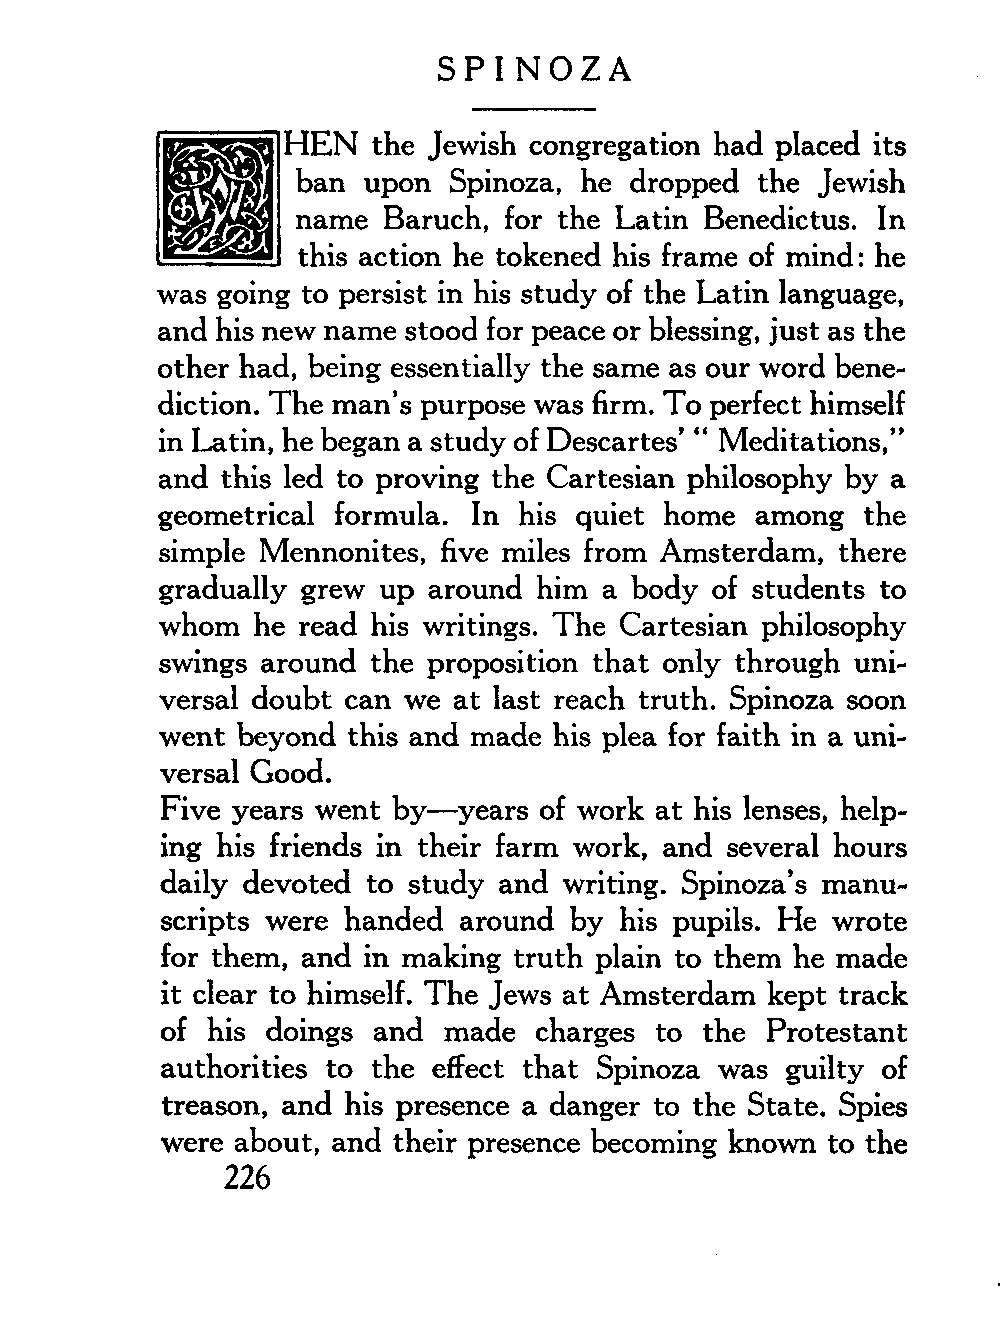 SPINOZA
WHEN the Jewish congregation had placed its
ban upon Spinoza, he dropped the Jewish
name Baruch, for the Latin Benedictus. In
this action he tokened his frame of mind: he
was going to persist in his study of the Latin language,
and his new name stood for peace or blessing, just as the
other had, being essentially the same as our word bene-
diction. The man's purpose was firm. To perfect himself
in Latin, he began a study of Descartes' “ Meditations,”
and this led to proving the Cartesian philosophy by a
geometrical formula. In his quiet home among the
simple Mennonites, five miles from Amsterdam, there
gradually grew up around him a body of students to
whom he read his writings. The Cartesian philosophy
swings around the proposition that only through uni-
versal doubt can we at last reach truth. Spinoza soon
went beyond this and made his plea for faith in a uni-
versal Good.
Five years went by—years of work at his lenses, help-
ing his friends in their farm work, and several hours
daily devoted to study and writing. Spinoza's manu-
scripts were handed around by his pupils. He wrote
for them, and in making truth plain to them he made
it clear to himself. The Jews at Amsterdam kept track
of his doings and made charges to the Protestant
authorities to the effect that Spinoza was guilty of
treason, and his presence a danger to the State. Spies
were about, and their presence becoming known to the
226